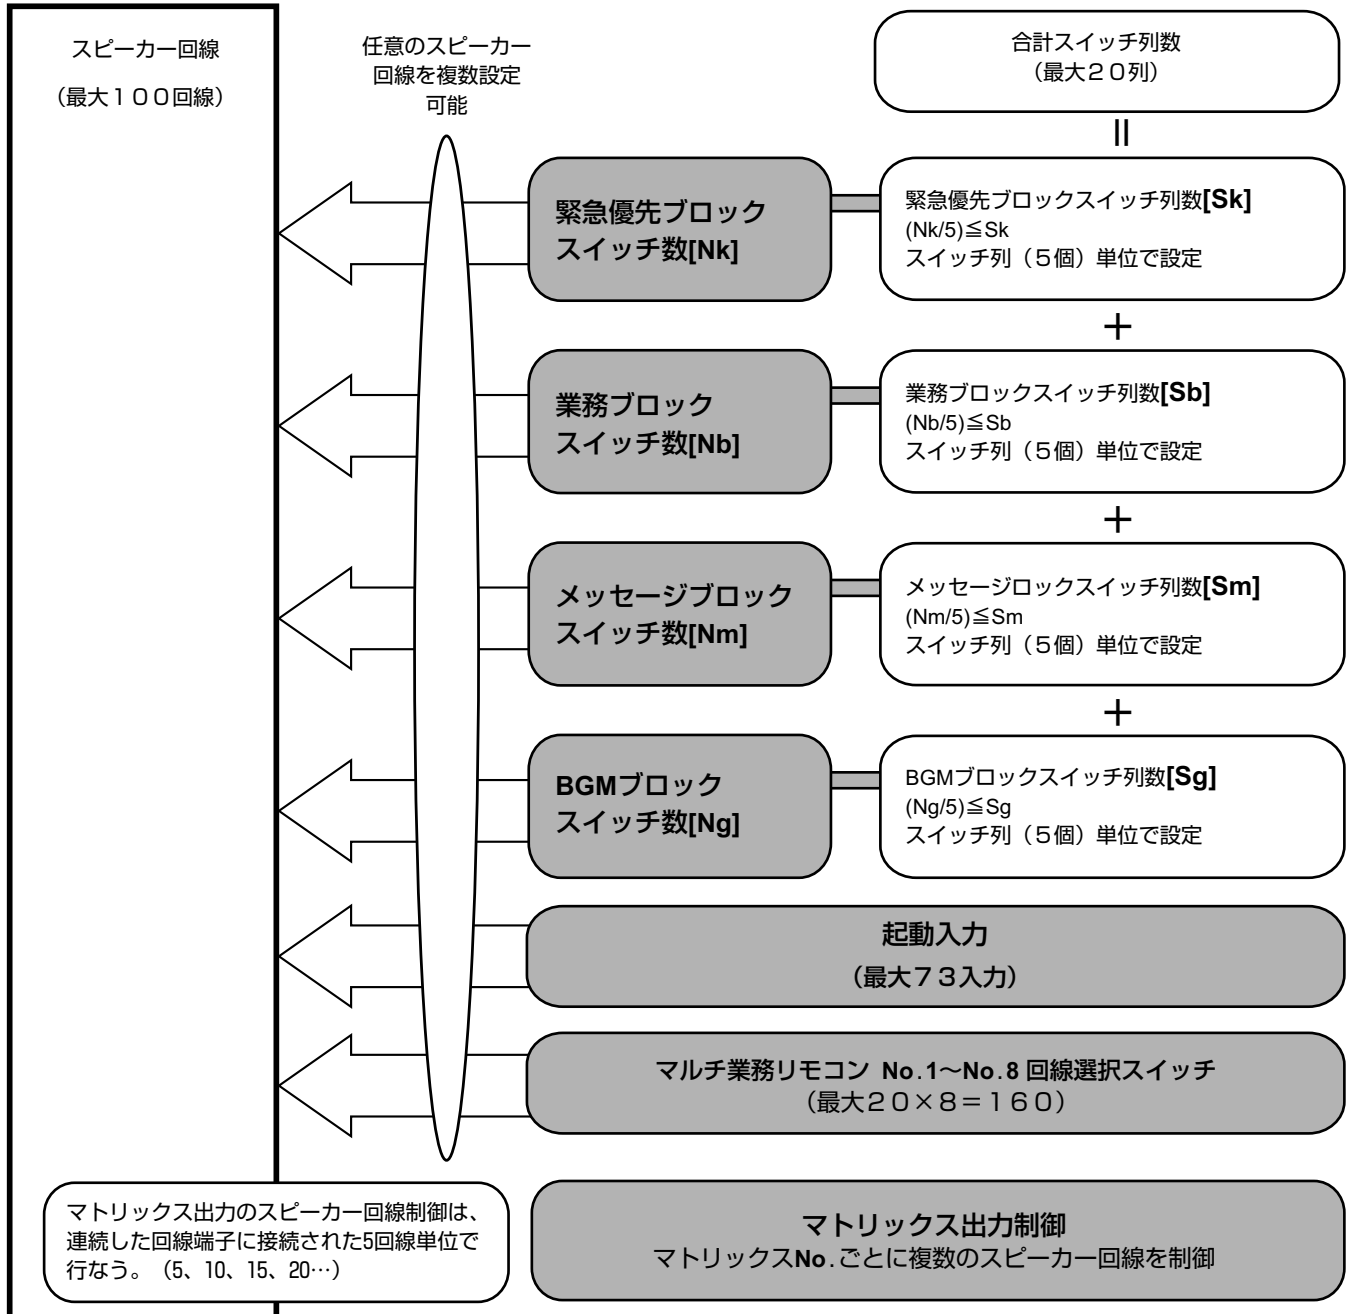 スピーカー回線
（最大１００回線）
任意のスピーカー
回線を複数設定
可能
合計スイッチ列数
（最大２０列）
＝
緊急優先ブロック
スイッチ数[Nk]
緊急優先ブロックスイッチ列数[Sk]
(Nk/5)≦Sk
スイッチ列（５個）単位で設定
＋
業務ブロック
スイッチ数[Nb]
業務ブロックスイッチ列数[Sb]
(Nb/5)≦Sb
スイッチ列（５個）単位で設定
＋
メッセージブロック
スイッチ数[Nm]
メッセージロックスイッチ列数[Sm]
(Nm/5)≦Sm
スイッチ列（５個）単位で設定
＋
BGMブロック
スイッチ数[Ng]
BGMブロックスイッチ列数[Sg]
(Ng/5)≦Sg
スイッチ列（５個）単位で設定
起動入力
（最大７３入力）
マルチ業務リモコン No.1～No.8 回線選択スイッチ
（最大２０×８＝１６０）
マトリックス出力のスピーカー回線制御は、
連続した回線端子に接続された5回線単位で
行なう。（5、10、15、20…）
マトリックス出力制御
マトリックスNo.ごとに複数のスピーカー回線を制御